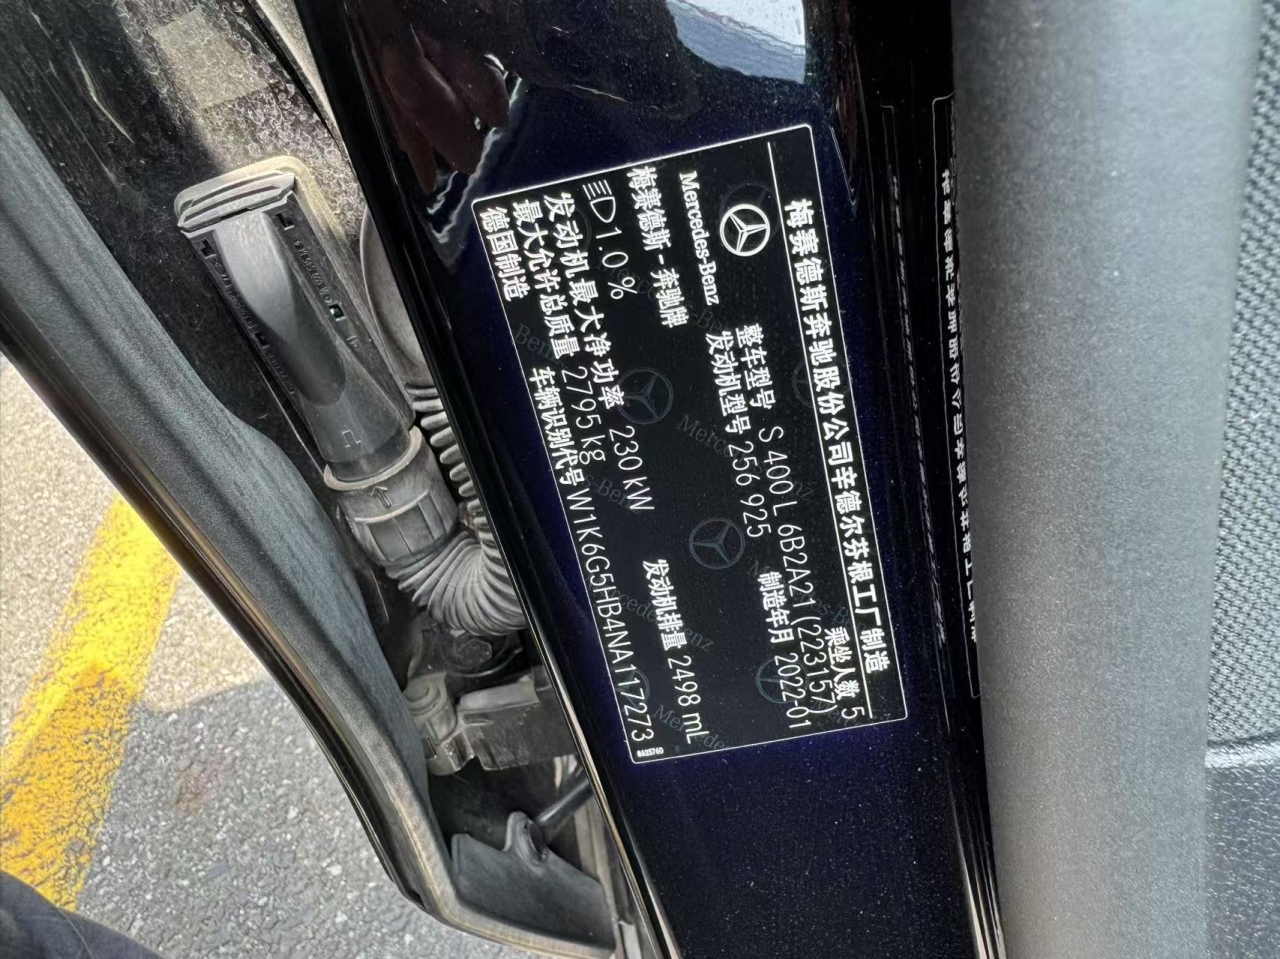 梅赛德斯奔驰股份公司辛德尔芬根工厂制造
乘坐人数 5
整车型号 S 400 L 6B2A21(223157)
发动机型号 256 925
制造年月 2022-01
Mercedes-Benz
梅赛德斯-奔驰牌
发动机排量 2498 mL
1.0 %
发动机最大净功率 230 kW
最大允许总质量 2795 kg
德国制造
车辆识别代号 W1K6G5HB4NA117273